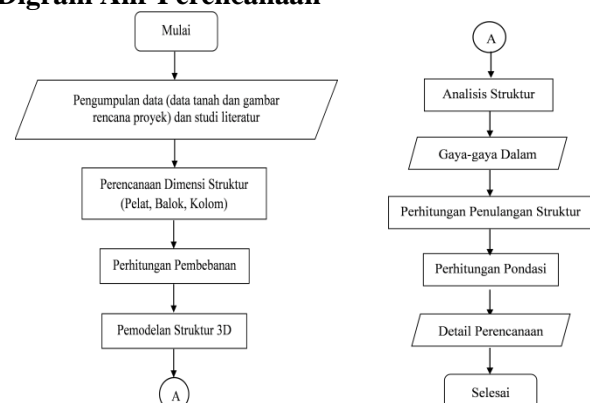 Digram Alir Perencanaan
Mulai
Pengumpulan data (data tanah dan gambar
rencana proyek) dan studi literatur
Perencanaan Dimensi Struktur
(Pelat, Balok, Kolom)
Perhitungan Pembebanan
Pemodelan Struktur 3D
A
A
Analisis Struktur
Gaya-gaya Dalam
Perhitungan Penulangan Struktur
Perhitungan Pondasi
Detail Perencanaan
Selesai